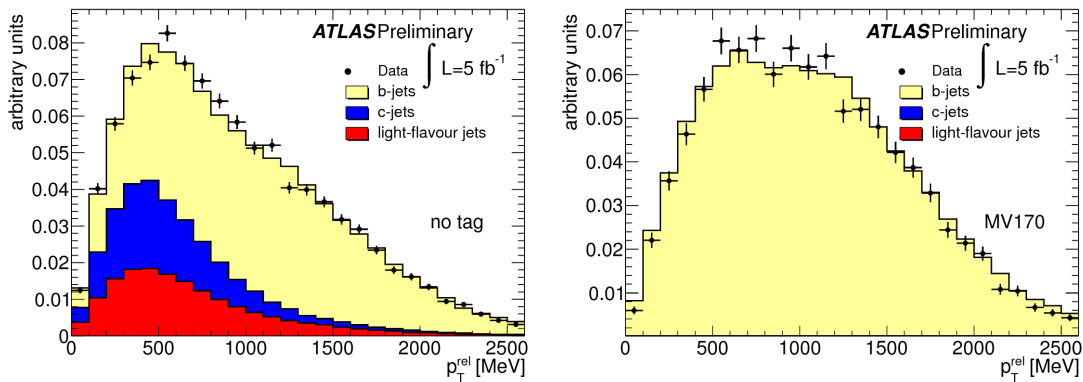 arbitrary units
0.08
0.07
0.06
0.05
0.04
0.03
0.02
0.01
0
ATLAS Preliminary
∫ L=5 fb⁻¹
Data
b-jets
c-jets
light-flavour jets
no tag
0 500 1000 1500 2000 2500
p_T^rel [MeV]
arbitrary units
0.07
0.06
0.05
0.04
0.03
0.02
0.01
ATLAS Preliminary
∫ L=5 fb⁻¹
Data
b-jets
c-jets
light-flavour jets
MV170
0 500 1000 1500 2000 2500
p_T^rel [MeV]